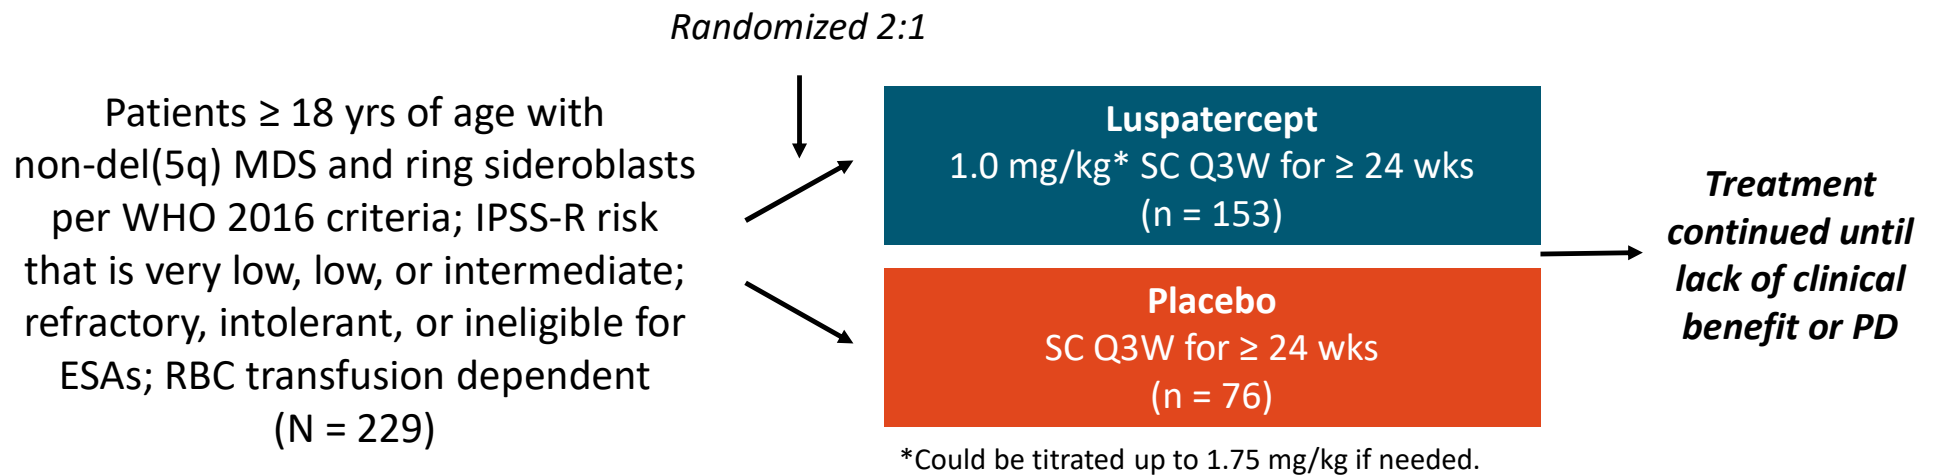 Randomized 2:1
Patients ≥ 18 yrs of age with
non-del(5q) MDS and ring sideroblasts
per WHO 2016 criteria; IPSS-R risk
that is very low, low, or intermediate;
refractory, intolerant, or ineligible for
ESAs; RBC transfusion dependent
(N = 229)
Luspatercept
1.0 mg/kg* SC Q3W for ≥ 24 wks
(n = 153)
Placebo
SC Q3W for ≥ 24 wks
(n = 76)
*Could be titrated up to 1.75 mg/kg if needed.
Treatment
continued until
lack of clinical
benefit or PD